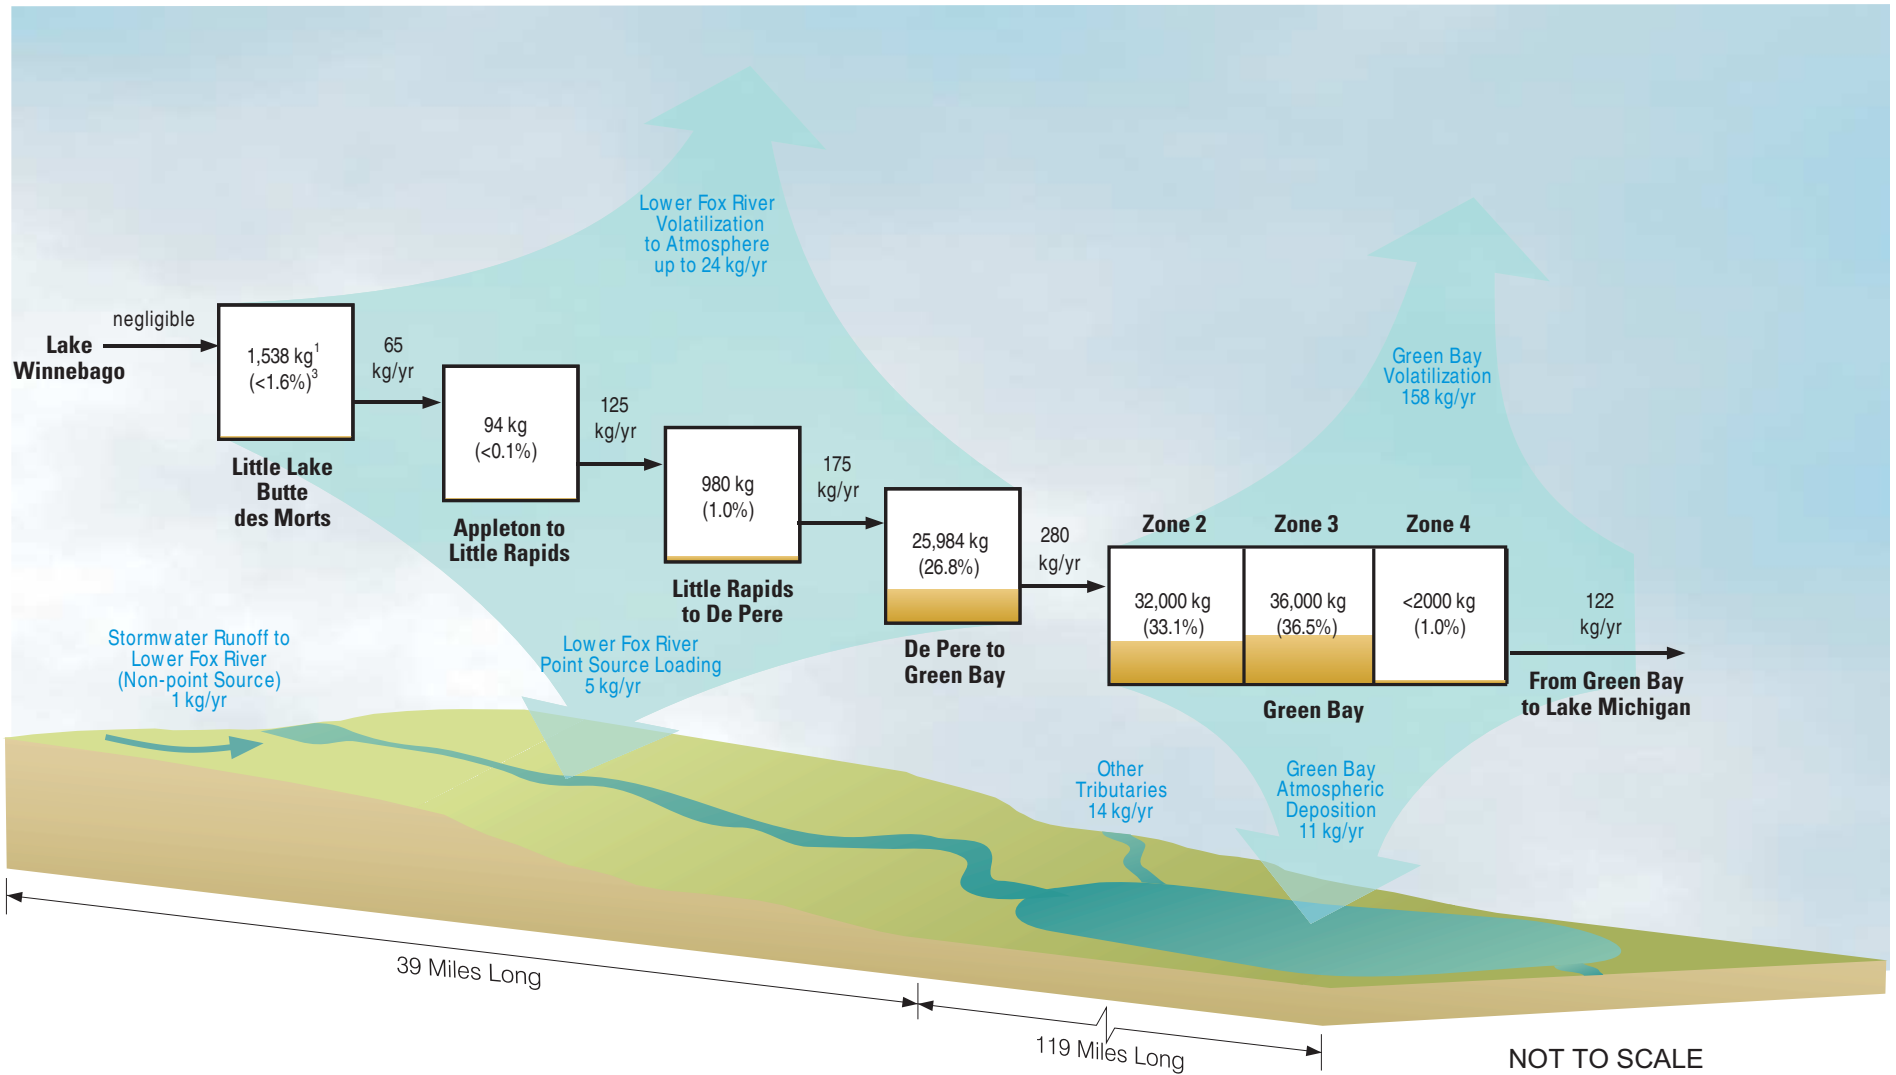 Lower Fox River
Volatilization
to Atmosphere
up to 24 kg/yr
negligible
Lake
Winnebago
1,538 kg1
(<1.6%)3
Little Lake
Butte
des Morts
65
kg/yr
94 kg
(<0.1%)
Appleton to
Little Rapids
125
kg/yr
980 kg
(1.0%)
Little Rapids
to De Pere
175
kg/yr
25,984 kg
(26.8%)
De Pere to
Green Bay
280
kg/yr
Green Bay
Volatilization
158 kg/yr
Zone 2
Zone 3
Zone 4
32,000 kg
(33.1%)
36,000 kg
(36.5%)
<2000 kg
(1.0%)
Green Bay
122
kg/yr
From Green Bay
to Lake Michigan
Stormwater Runoff to
Lower Fox River
(Non-point Source)
1 kg/yr
Lower Fox River
Point Source Loading
5 kg/yr
Other
Tributaries
14 kg/yr
Green Bay
Atmospheric
Deposition
11 kg/yr
39 Miles Long
119 Miles Long
NOT TO SCALE